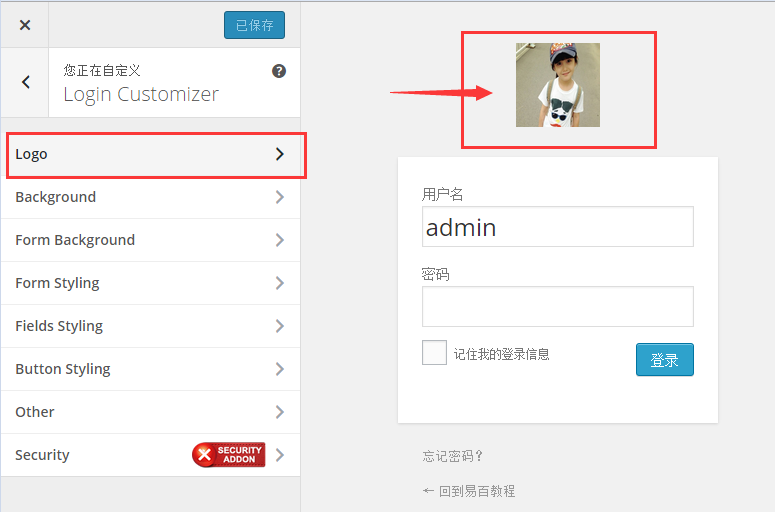 已保存
您正在自定义
Login Customizer
Logo
Background
Form Background
Form Styling
Fields Styling
Button Styling
Other
Security
SECURITY
ADDON
用户名
admin
密码
记住我的登录信息
登录
忘记密码？
← 回到易百教程